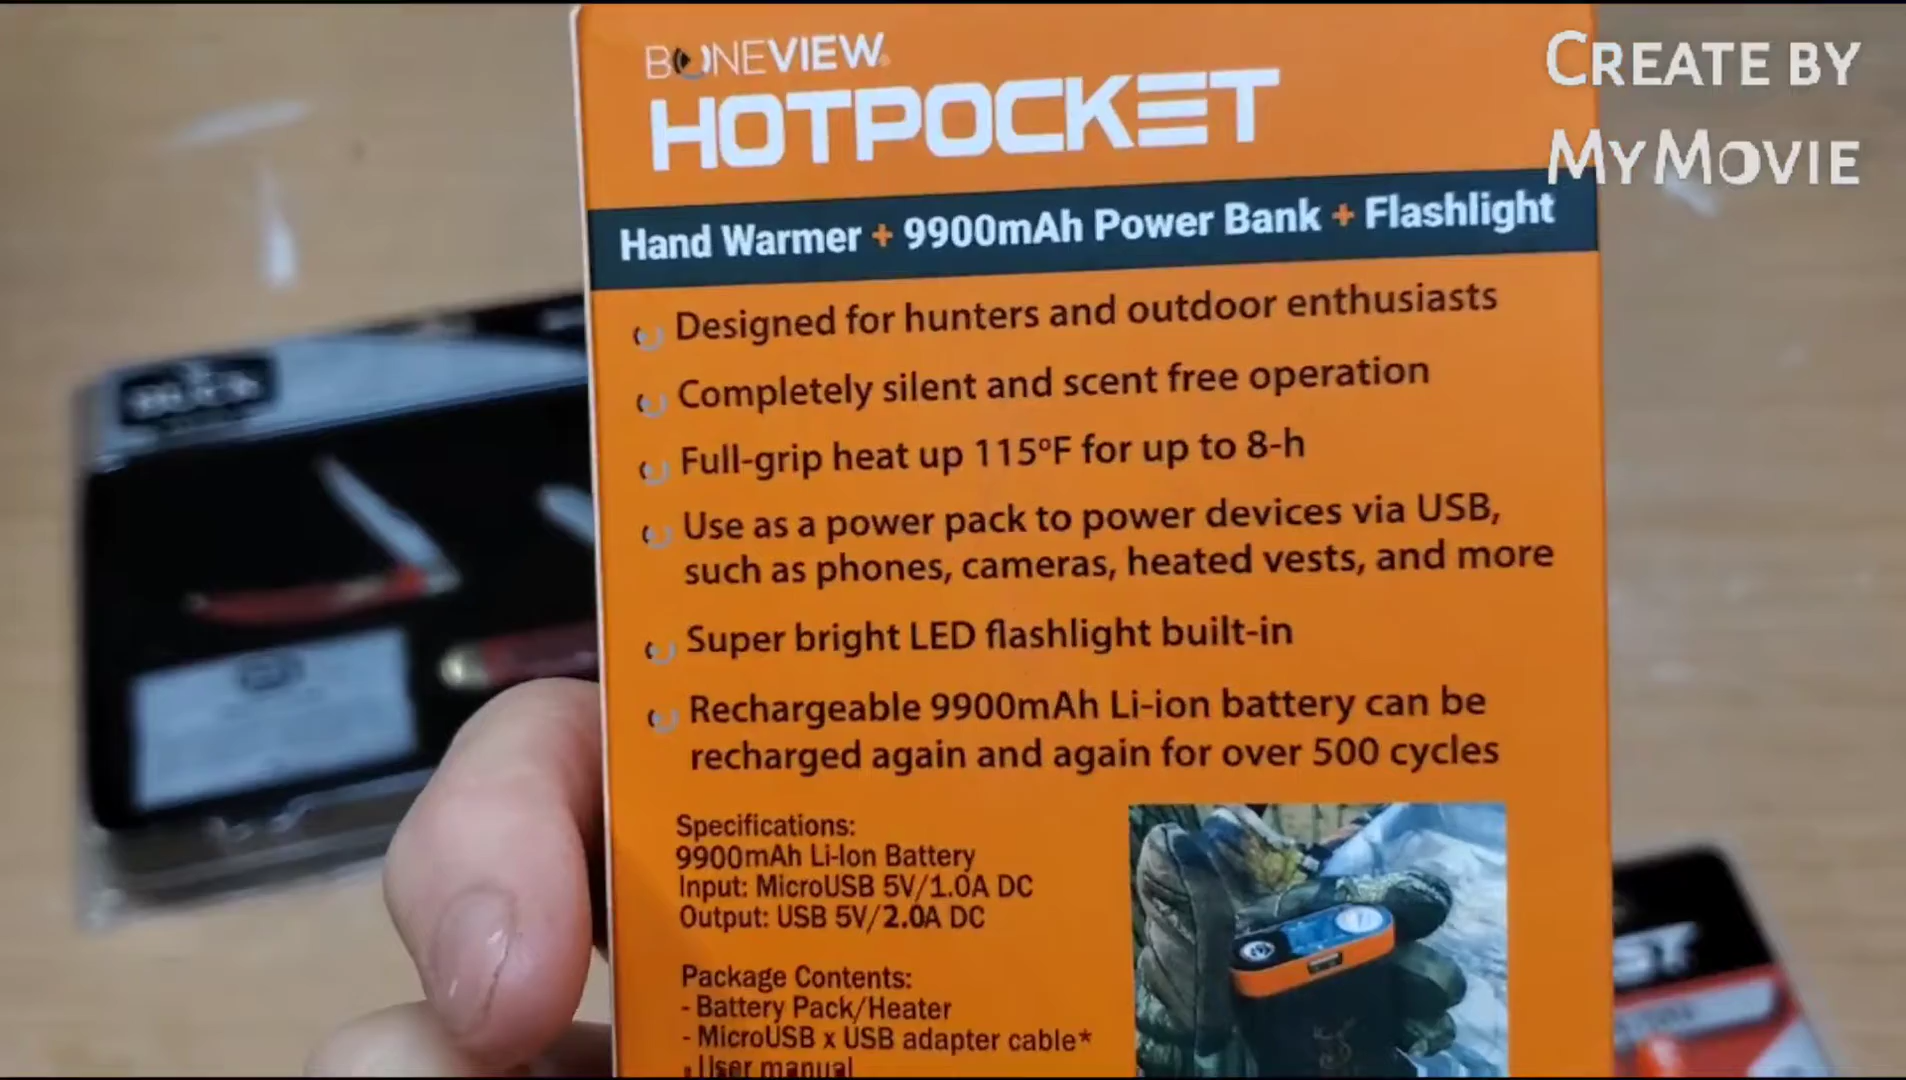 BONEVIEW®
HOTPOCKET
Hand Warmer + 9900mAh Power Bank + Flashlight
Designed for hunters and outdoor enthusiasts
Completely silent and scent free operation
Full-grip heat up 115ºF for up to 8-h
Use as a power pack to power devices via USB,
such as phones, cameras, heated vests, and more
Super bright LED flashlight built-in
Rechargeable 9900mAh Li-ion battery can be
recharged again and again for over 500 cycles
Specifications:
9900mAh Li-Ion Battery
Input: MicroUSB 5V/1.0A DC
Output: USB 5V/2.0A DC
Package Contents:
- Battery Pack/Heater
- MicroUSB x USB adapter cable*
- User manual
CREATE BY
MYMOVIE
BUCK